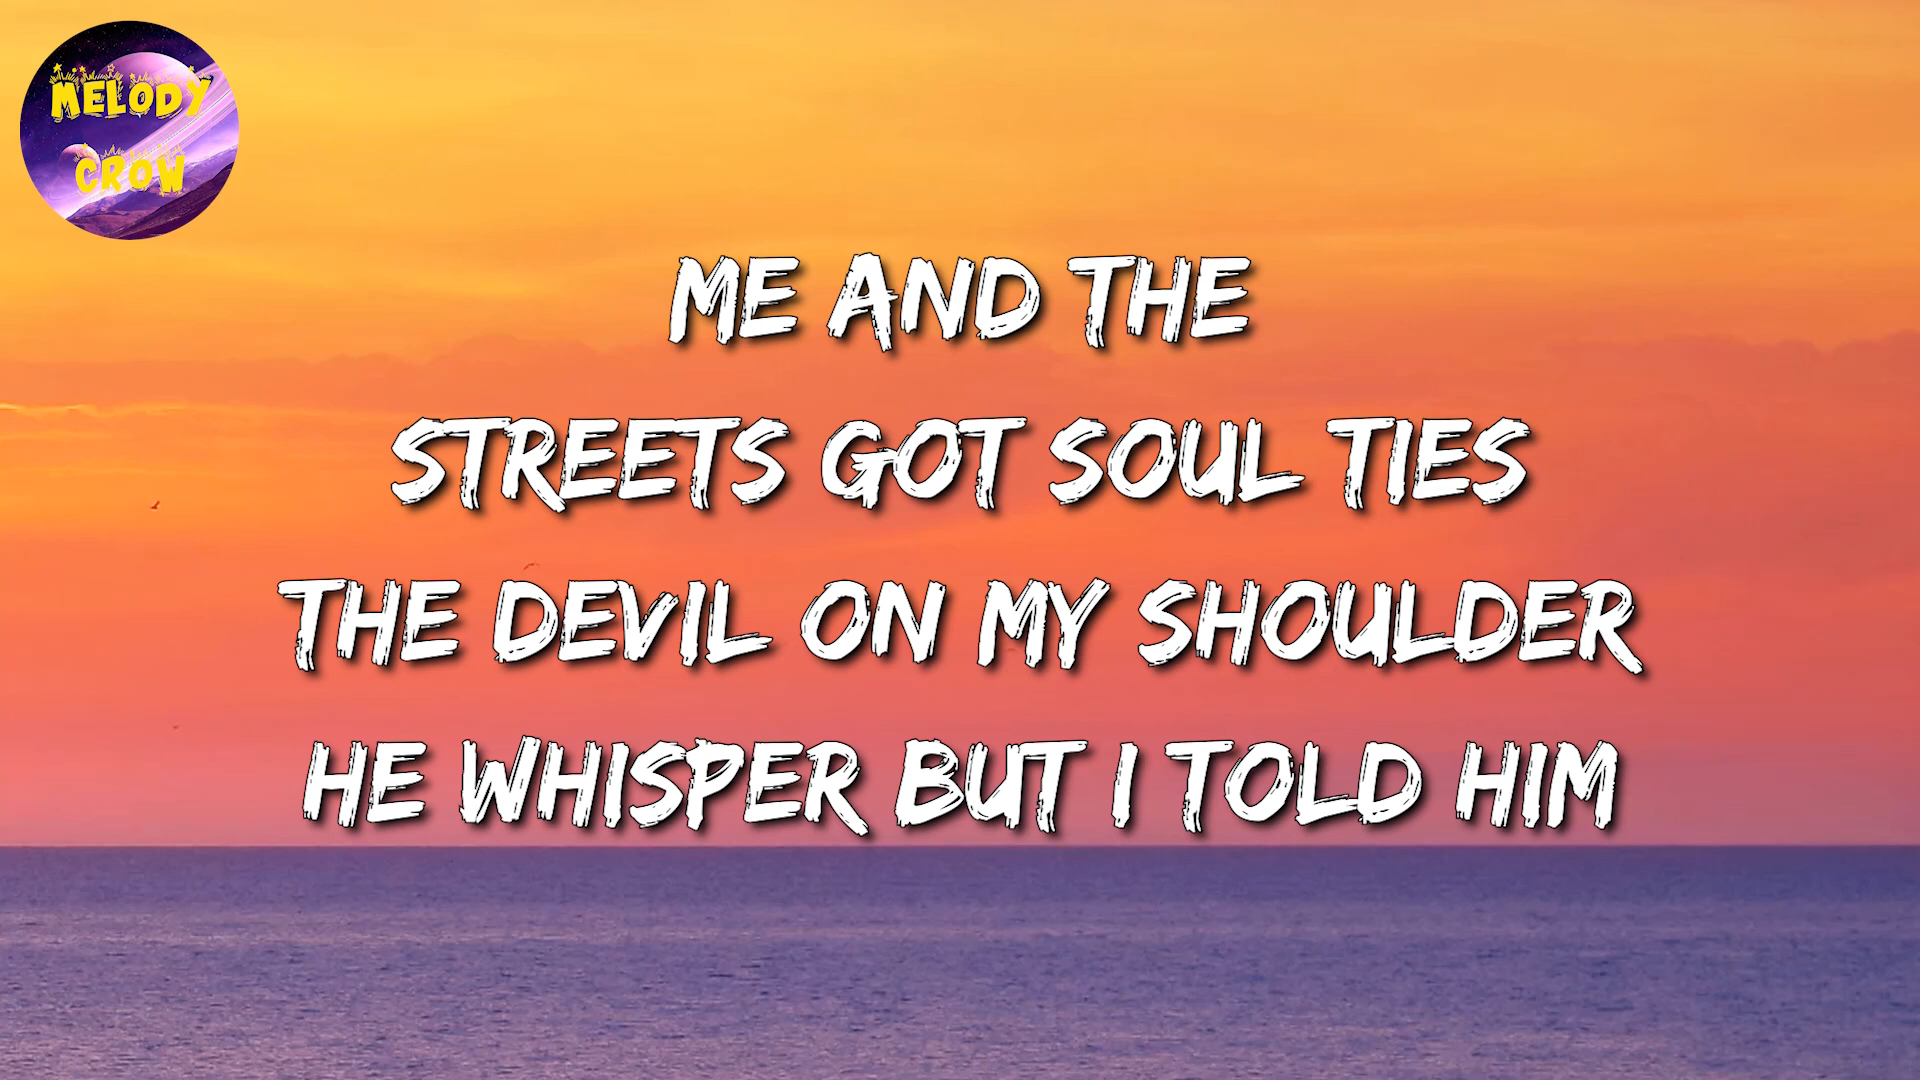 MELODY
CROW
ME AND THE
STREETS GOT SOUL TIES
THE DEVIL ON MY SHOULDER
HE WHISPER BUT I TOLD HIM